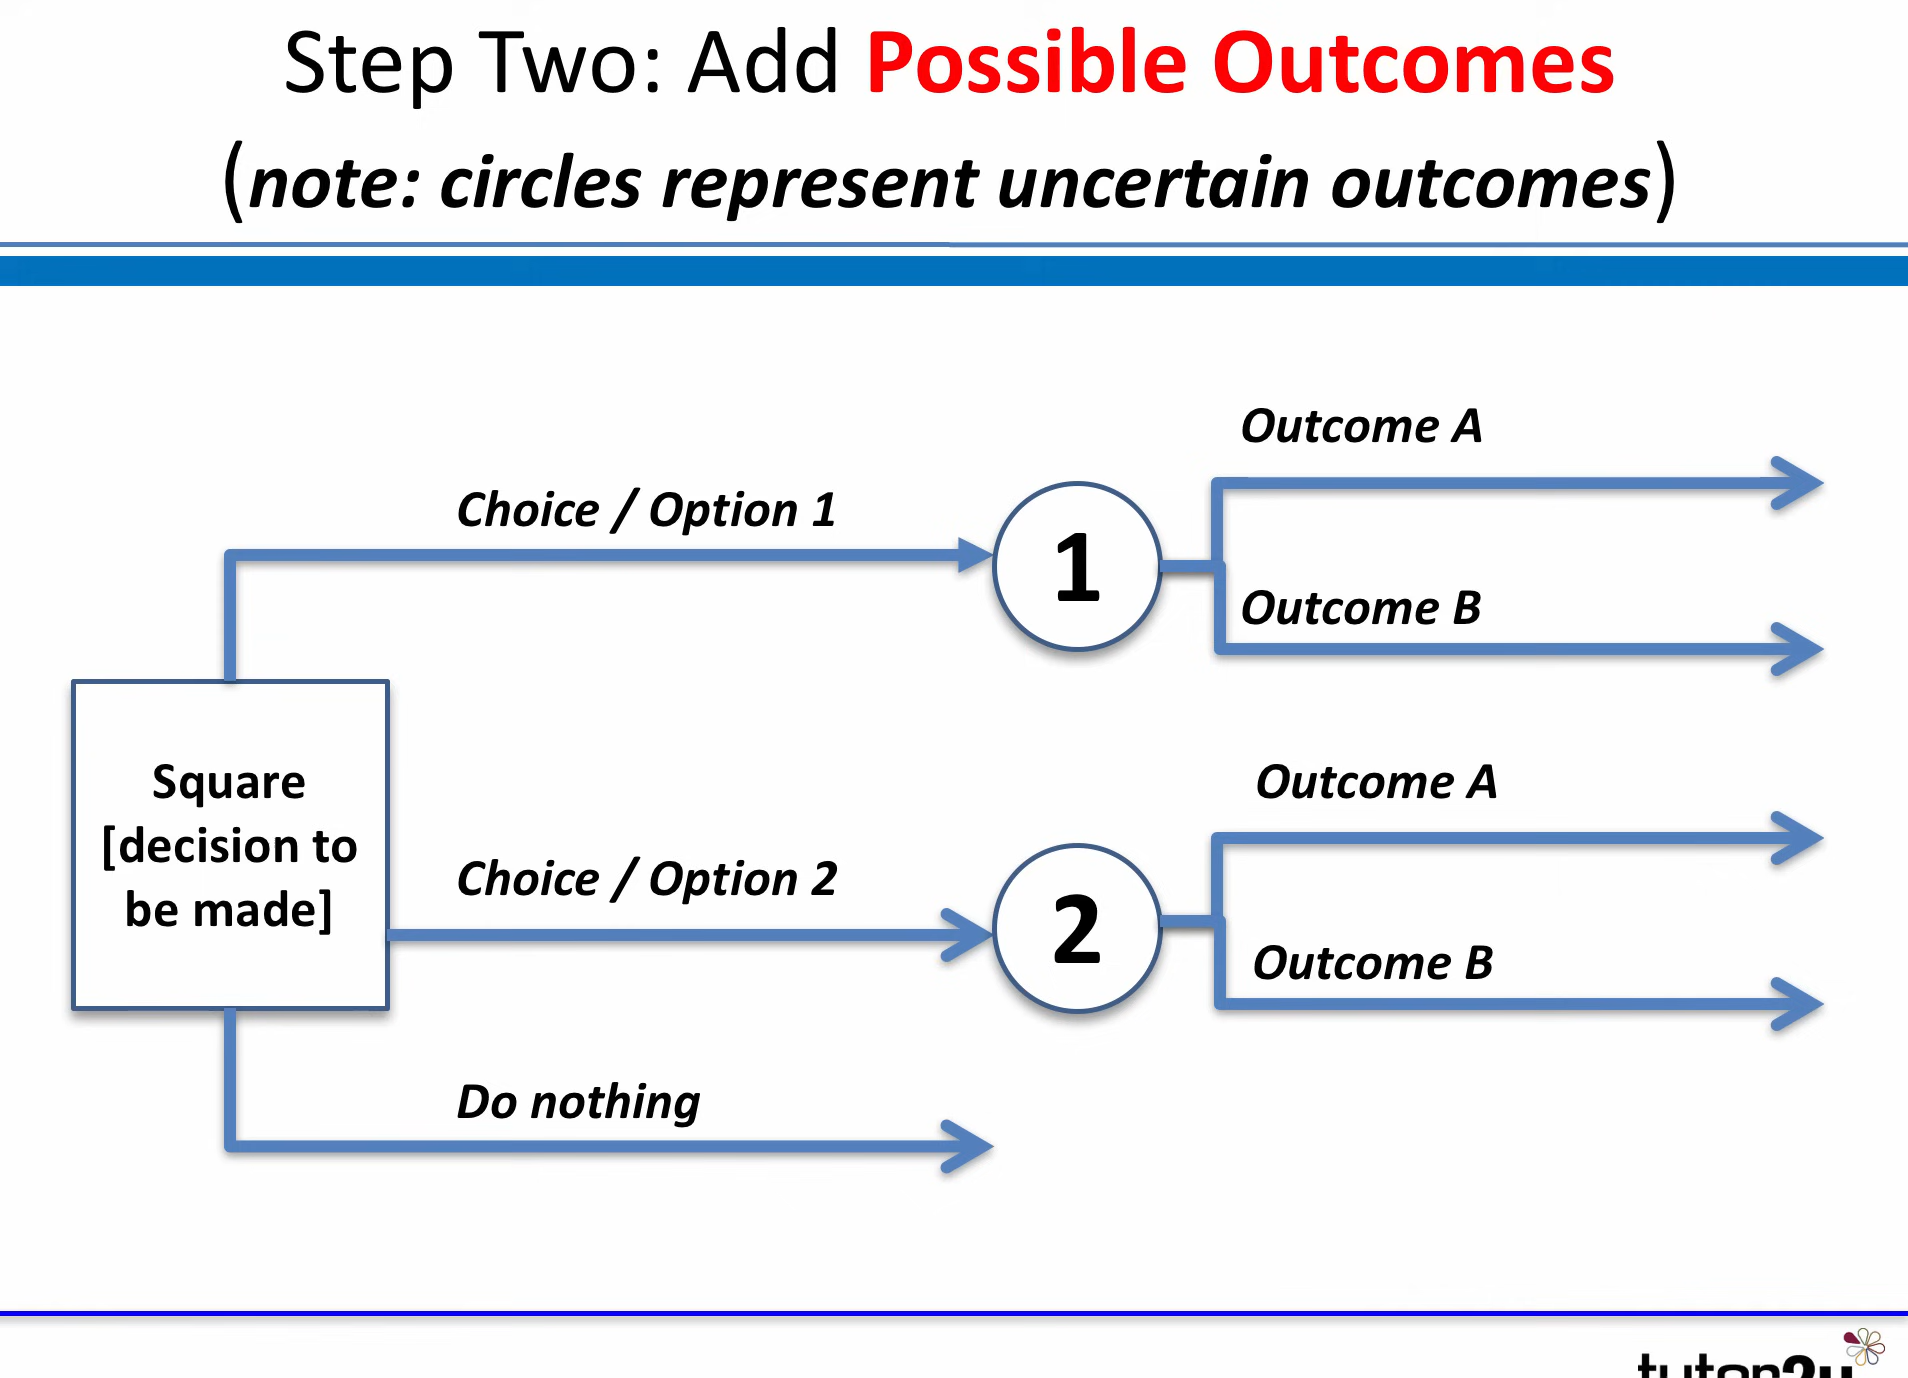 Step Two: Add Possible Outcomes
(note: circles represent uncertain outcomes)
Outcome A
Choice / Option 1
1
Outcome B
Square
[decision to
be made]
Outcome A
Choice / Option 2
2
Outcome B
Do nothing
tutor2u